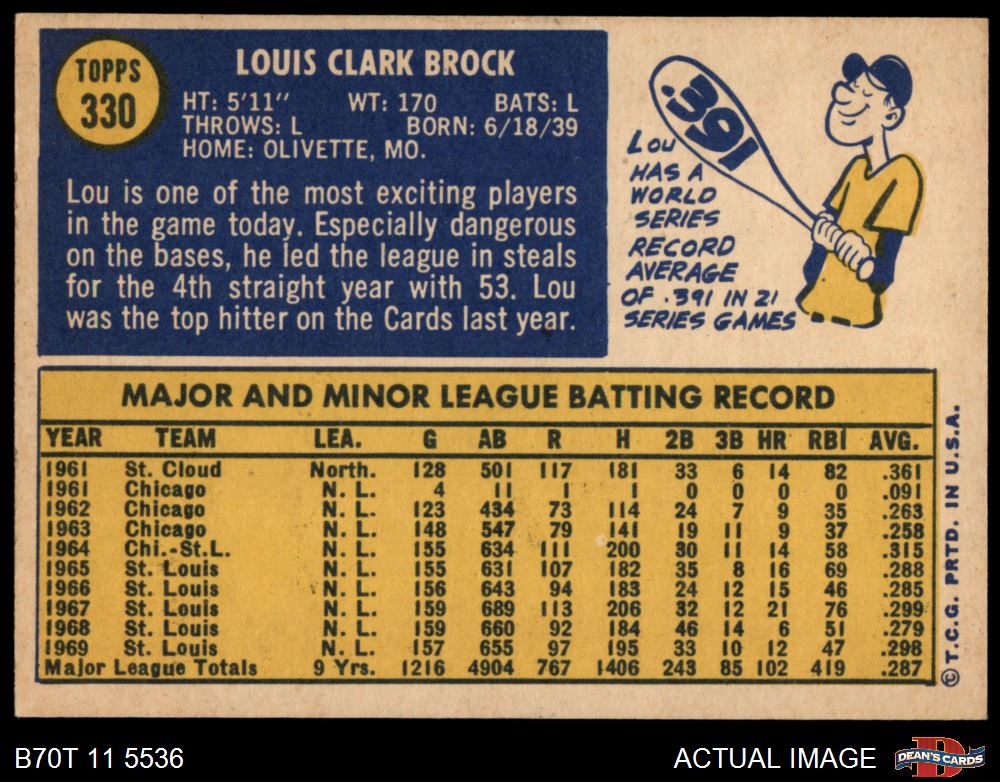 TOPPS
330
LOUIS CLARK BROCK
HT: 5'11" WT: 170 BATS: L
THROWS: L BORN: 6/18/39
HOME: OLIVETTE, MO.
Lou is one of the most exciting players
in the game today. Especially dangerous
on the bases, he led the league in steals
for the 4th straight year with 53. Lou
was the top hitter on the Cards last year.
.391
Lou
HAS A
WORLD
SERIES
RECORD
AVERAGE
OF .391 IN 21
SERIES GAMES
MAJOR AND MINOR LEAGUE BATTING RECORD
YEAR TEAM LEA. G AB R H 2B 3B HR RBI AVG.
1961 St. Cloud North. 128 501 117 181 33 6 14 82 .361
1961 Chicago N. L. 4 11 1 1 0 0 0 0 .091
1962 Chicago N. L. 123 434 73 114 24 7 9 35 .263
1963 Chicago N. L. 148 547 79 141 19 11 9 37 .258
1964 Chi.-St.L. N. L. 155 634 111 200 30 11 14 58 .315
1965 St. Louis N. L. 155 631 107 182 35 8 16 69 .288
1966 St. Louis N. L. 156 643 94 183 24 12 15 46 .285
1967 St. Louis N. L. 159 689 113 206 32 12 21 76 .299
1968 St. Louis N. L. 159 660 92 184 46 14 6 51 .279
1969 St. Louis N. L. 157 655 97 195 33 10 12 47 .298
Major League Totals 9 Yrs. 1216 4904 767 1406 243 85 102 419 .287
© T.C.G. PRTD. IN U.S.A.
B70T 11 5536
ACTUAL IMAGE
D
DEAN'S CARDS